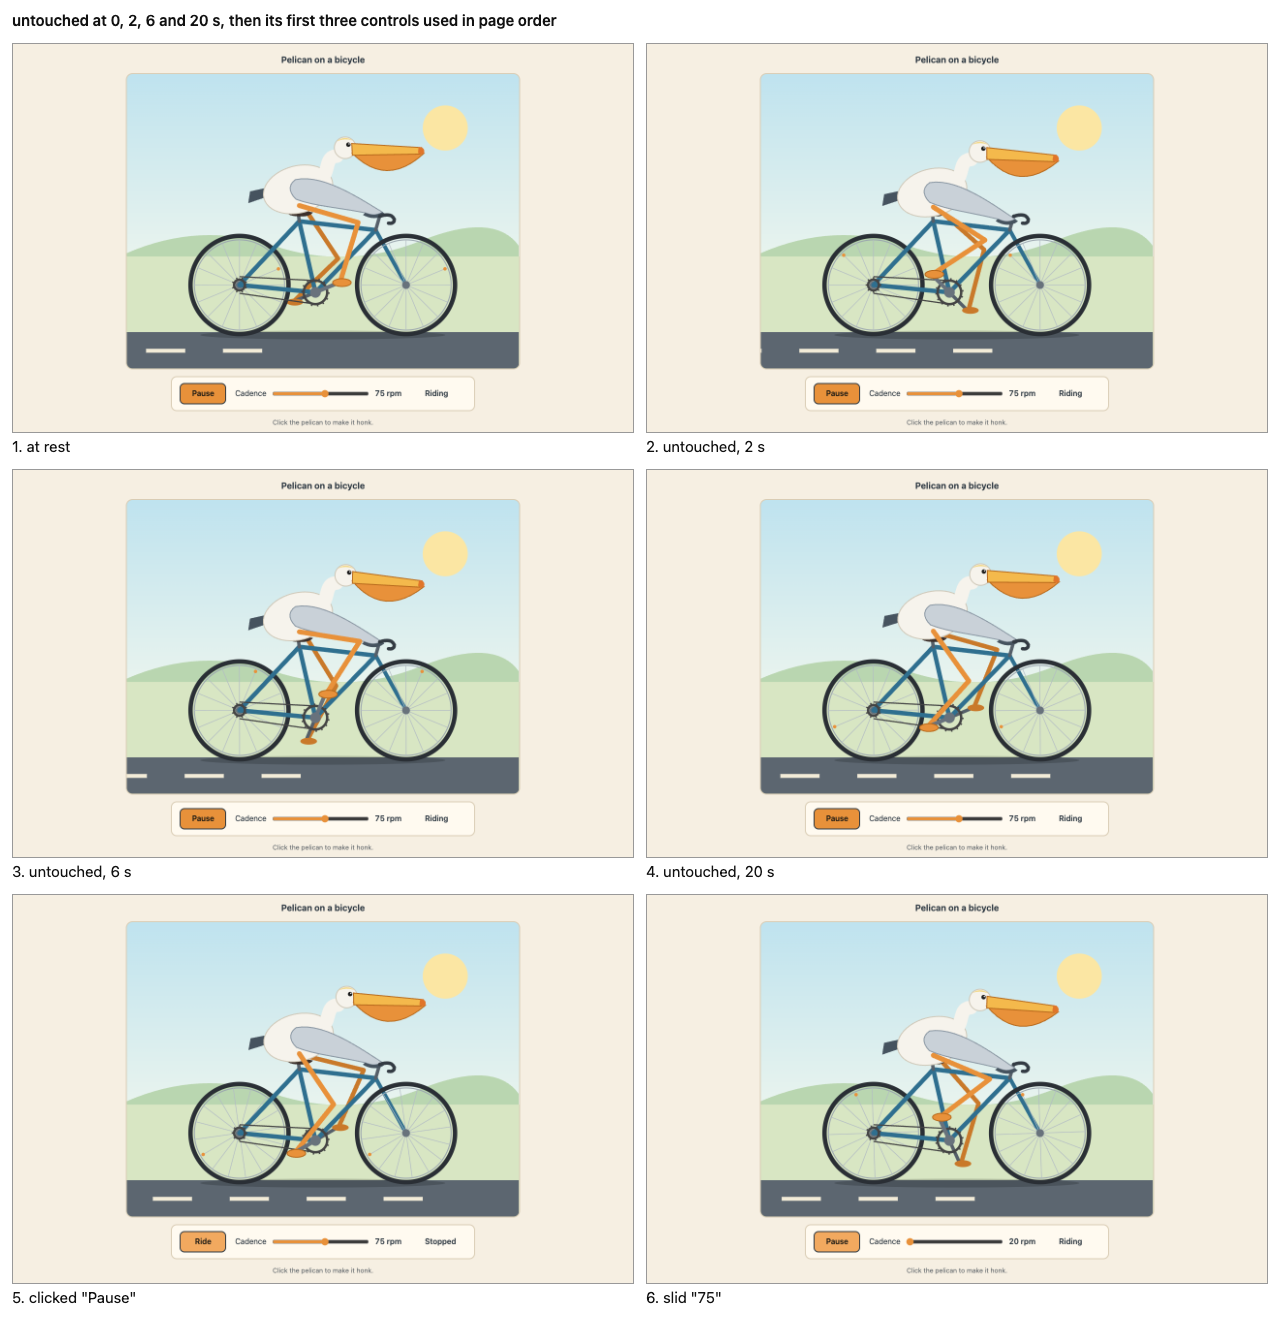 untouched at 0, 2, 6 and 20 s, then its first three controls used in page order
Pelican on a bicycle
Pause Cadence 75 rpm Riding
Click the pelican to make it honk.
1. at rest
Pelican on a bicycle
Pause Cadence 75 rpm Riding
Click the pelican to make it honk.
2. untouched, 2 s
Pelican on a bicycle
Pause Cadence 75 rpm Riding
Click the pelican to make it honk.
3. untouched, 6 s
Pelican on a bicycle
Pause Cadence 75 rpm Riding
Click the pelican to make it honk.
4. untouched, 20 s
Pelican on a bicycle
Ride Cadence 75 rpm Stopped
Click the pelican to make it honk.
5. clicked "Pause"
Pelican on a bicycle
Pause Cadence 20 rpm Riding
Click the pelican to make it honk.
6. slid "75"